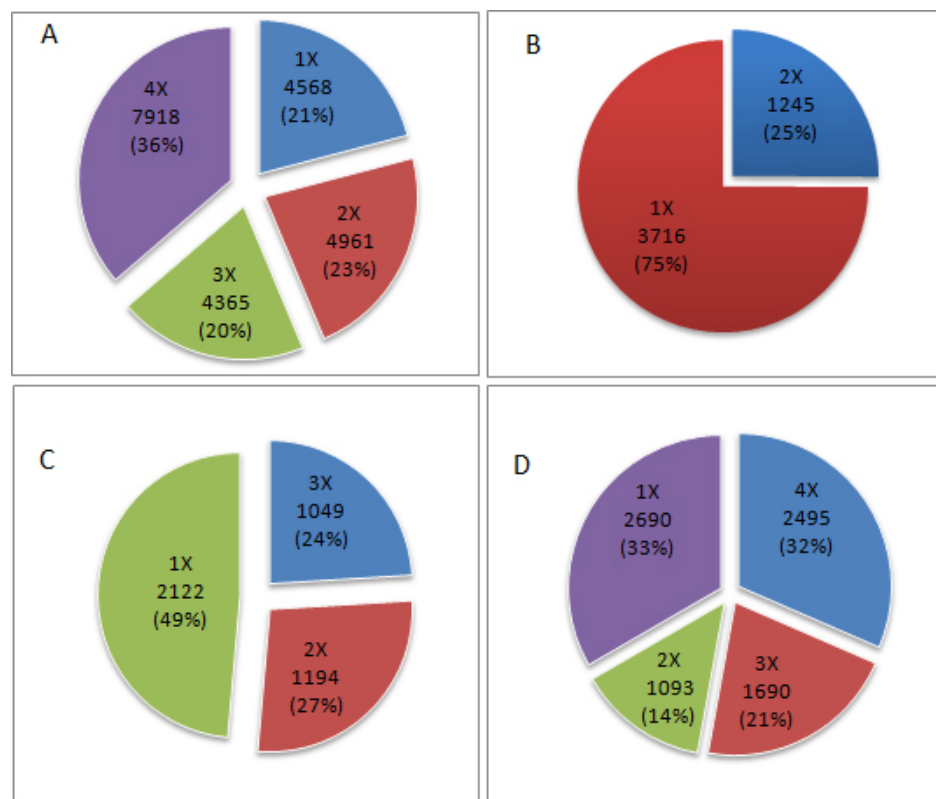 A
1X
4568
(21%)
2X
4961
(23%)
3X
4365
(20%)
4X
7918
(36%)
B
2X
1245
(25%)
1X
3716
(75%)
C
3X
1049
(24%)
2X
1194
(27%)
1X
2122
(49%)
D
4X
2495
(32%)
3X
1690
(21%)
2X
1093
(14%)
1X
2690
(33%)